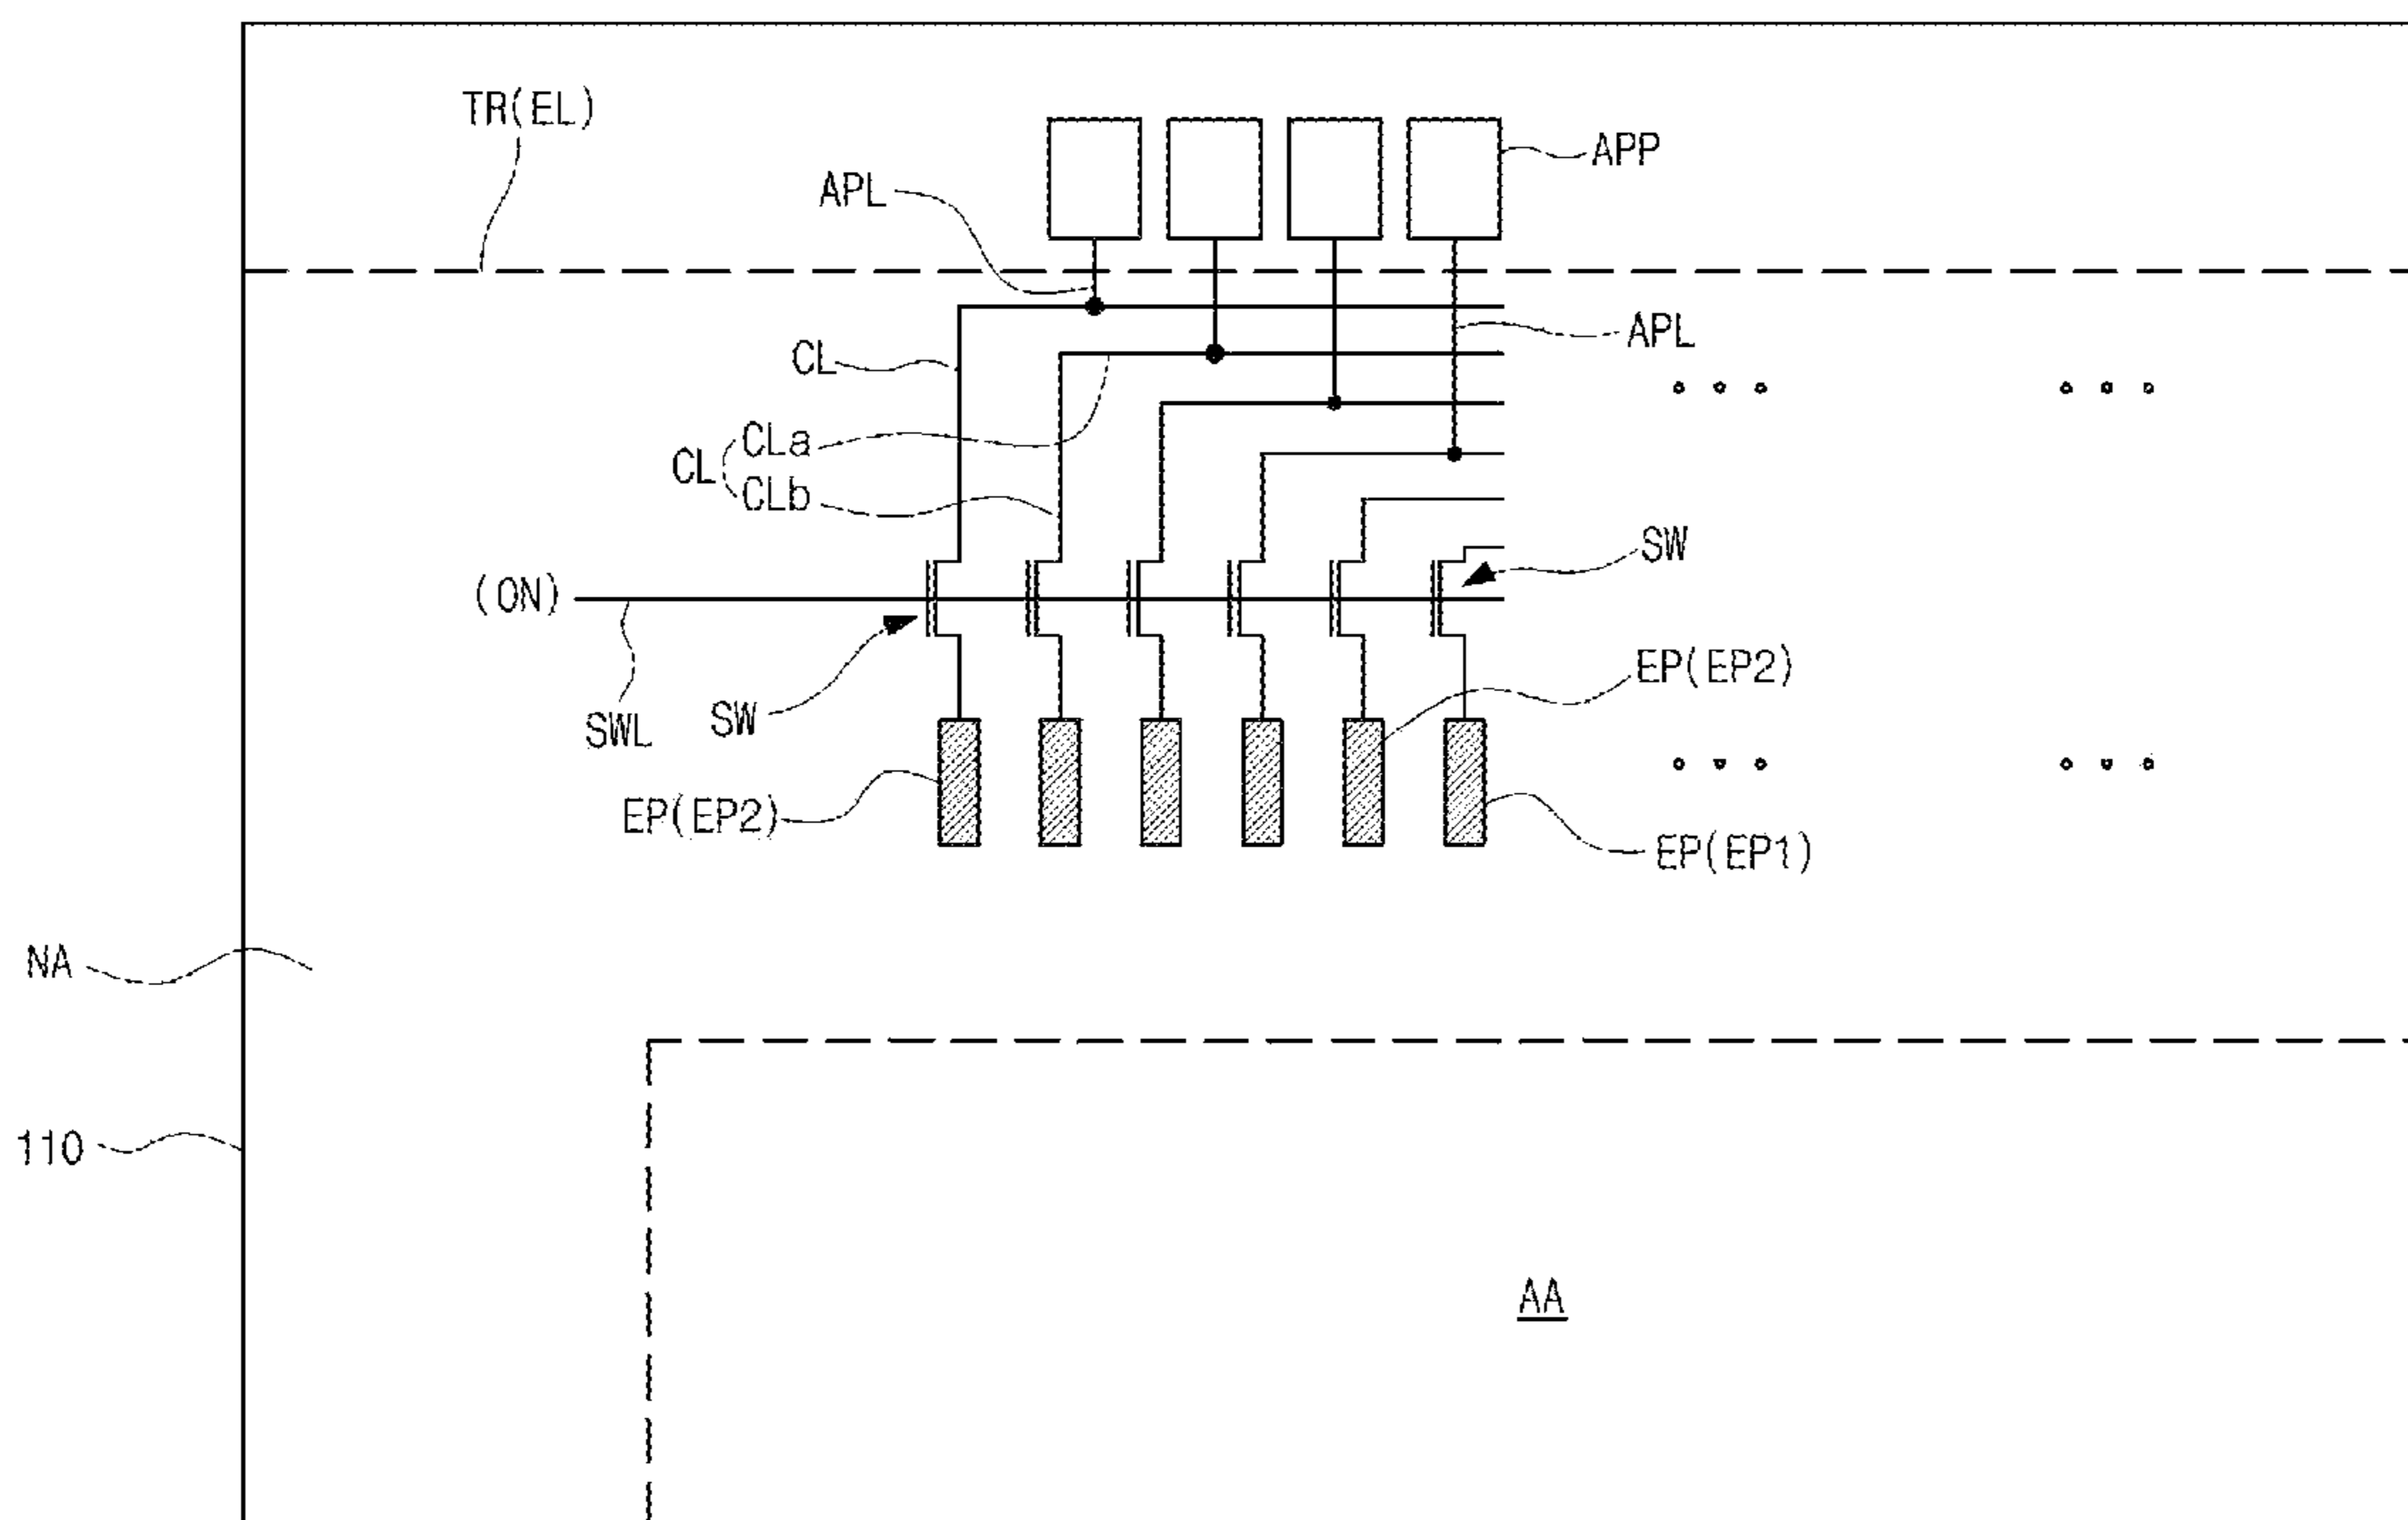 TR(EL)
APP
APL
APL
CL
CL CLa
CLb
SW
(ON)
EP(EP2)
SWL
SW
EP(EP2)
EP(EP1)
NA
110
AA